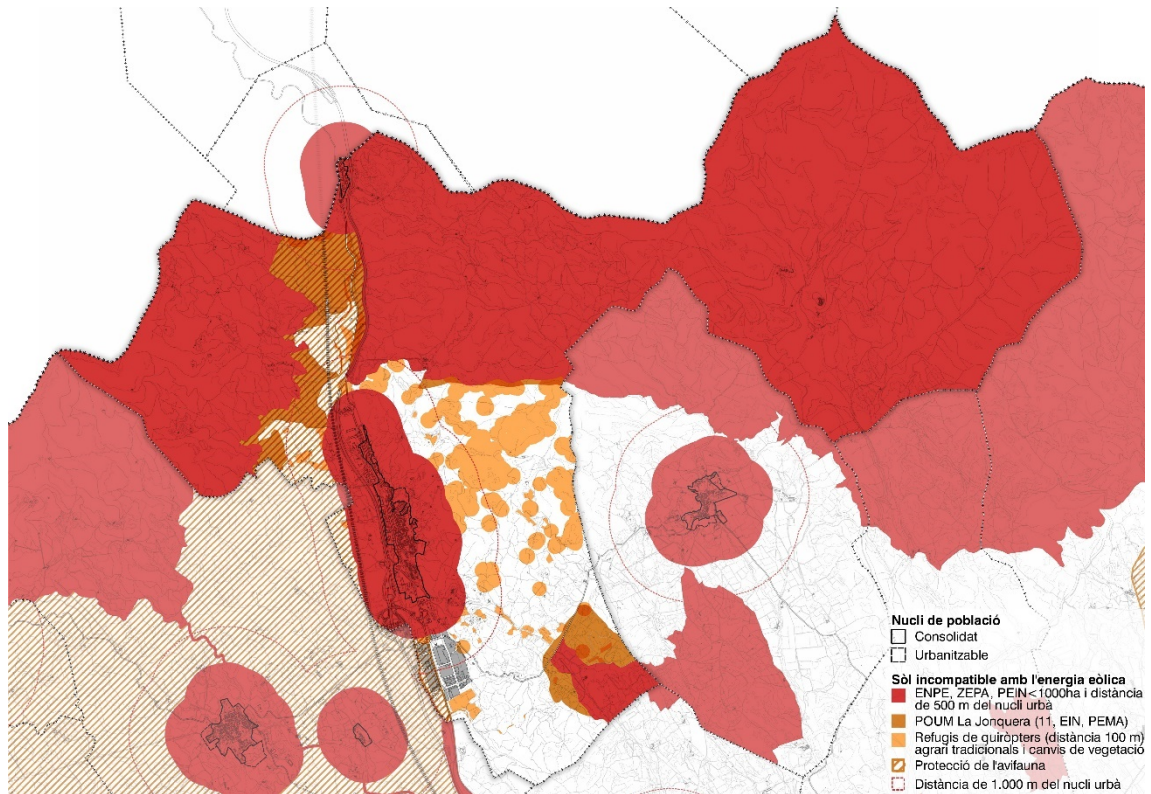 Nucli de població
Consolidat
Urbanitzable
Sòl incompatible amb l'energia eòlica
ENPE, ZEPA, PEIN<1000ha i distància
de 500 m del nucli urbà
POUM La Jonquera (11, EIN, PEMA)
Refugis de quiròpters (distància 100 m)
agrari tradicionals i canvis de vegetació
Protecció de l'avifauna
Distància de 1.000 m del nucli urbà